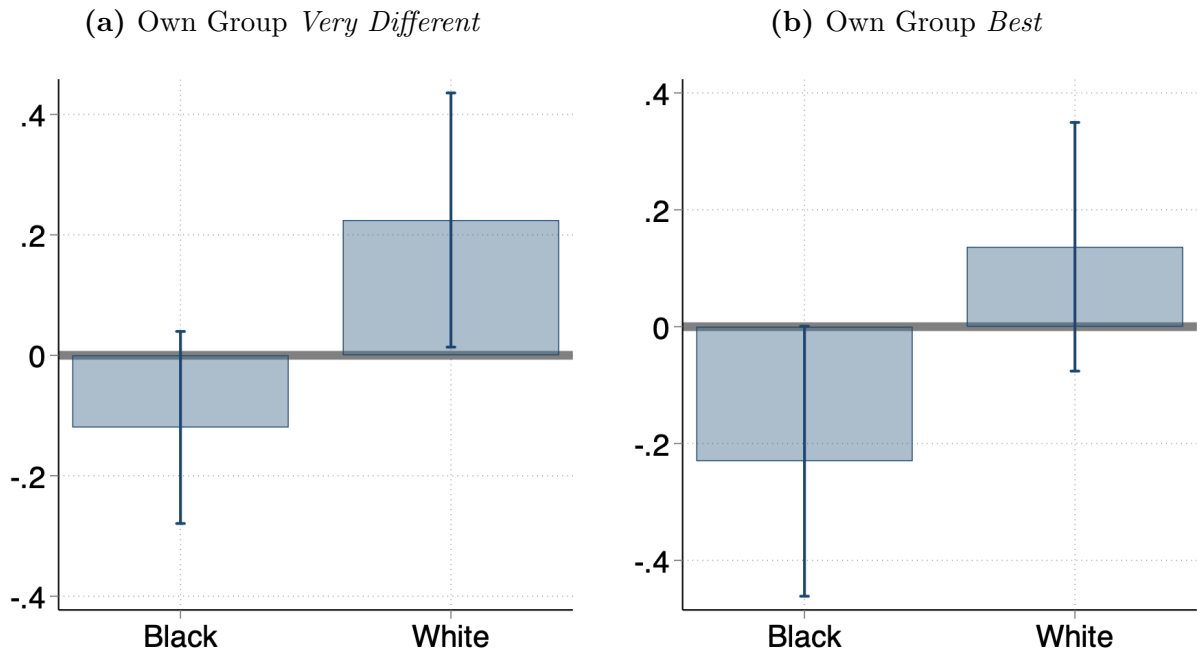 (a) Own Group Very Different
.4
.2
0
-.2
-.4
Black White
(b) Own Group Best
.4
.2
0
-.2
-.4
Black White